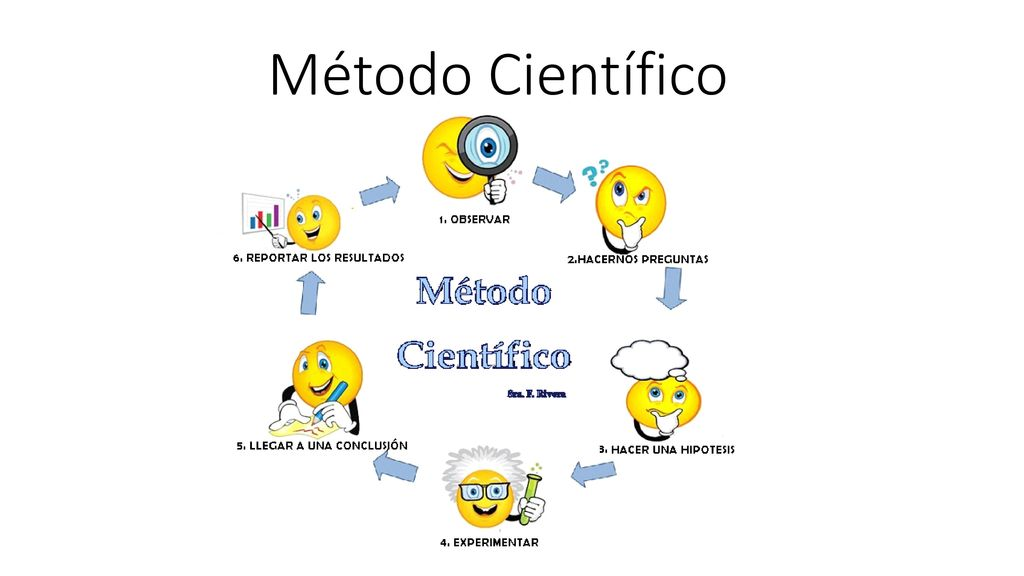 Método Científico
1. OBSERVAR
2.HACERNOS PREGUNTAS
3. HACER UNA HIPOTESIS
4. EXPERIMENTAR
5. LLEGAR A UNA CONCLUSIÓN
6. REPORTAR LOS RESULTADOS
Método
Científico
Sra. F. Rivera
??